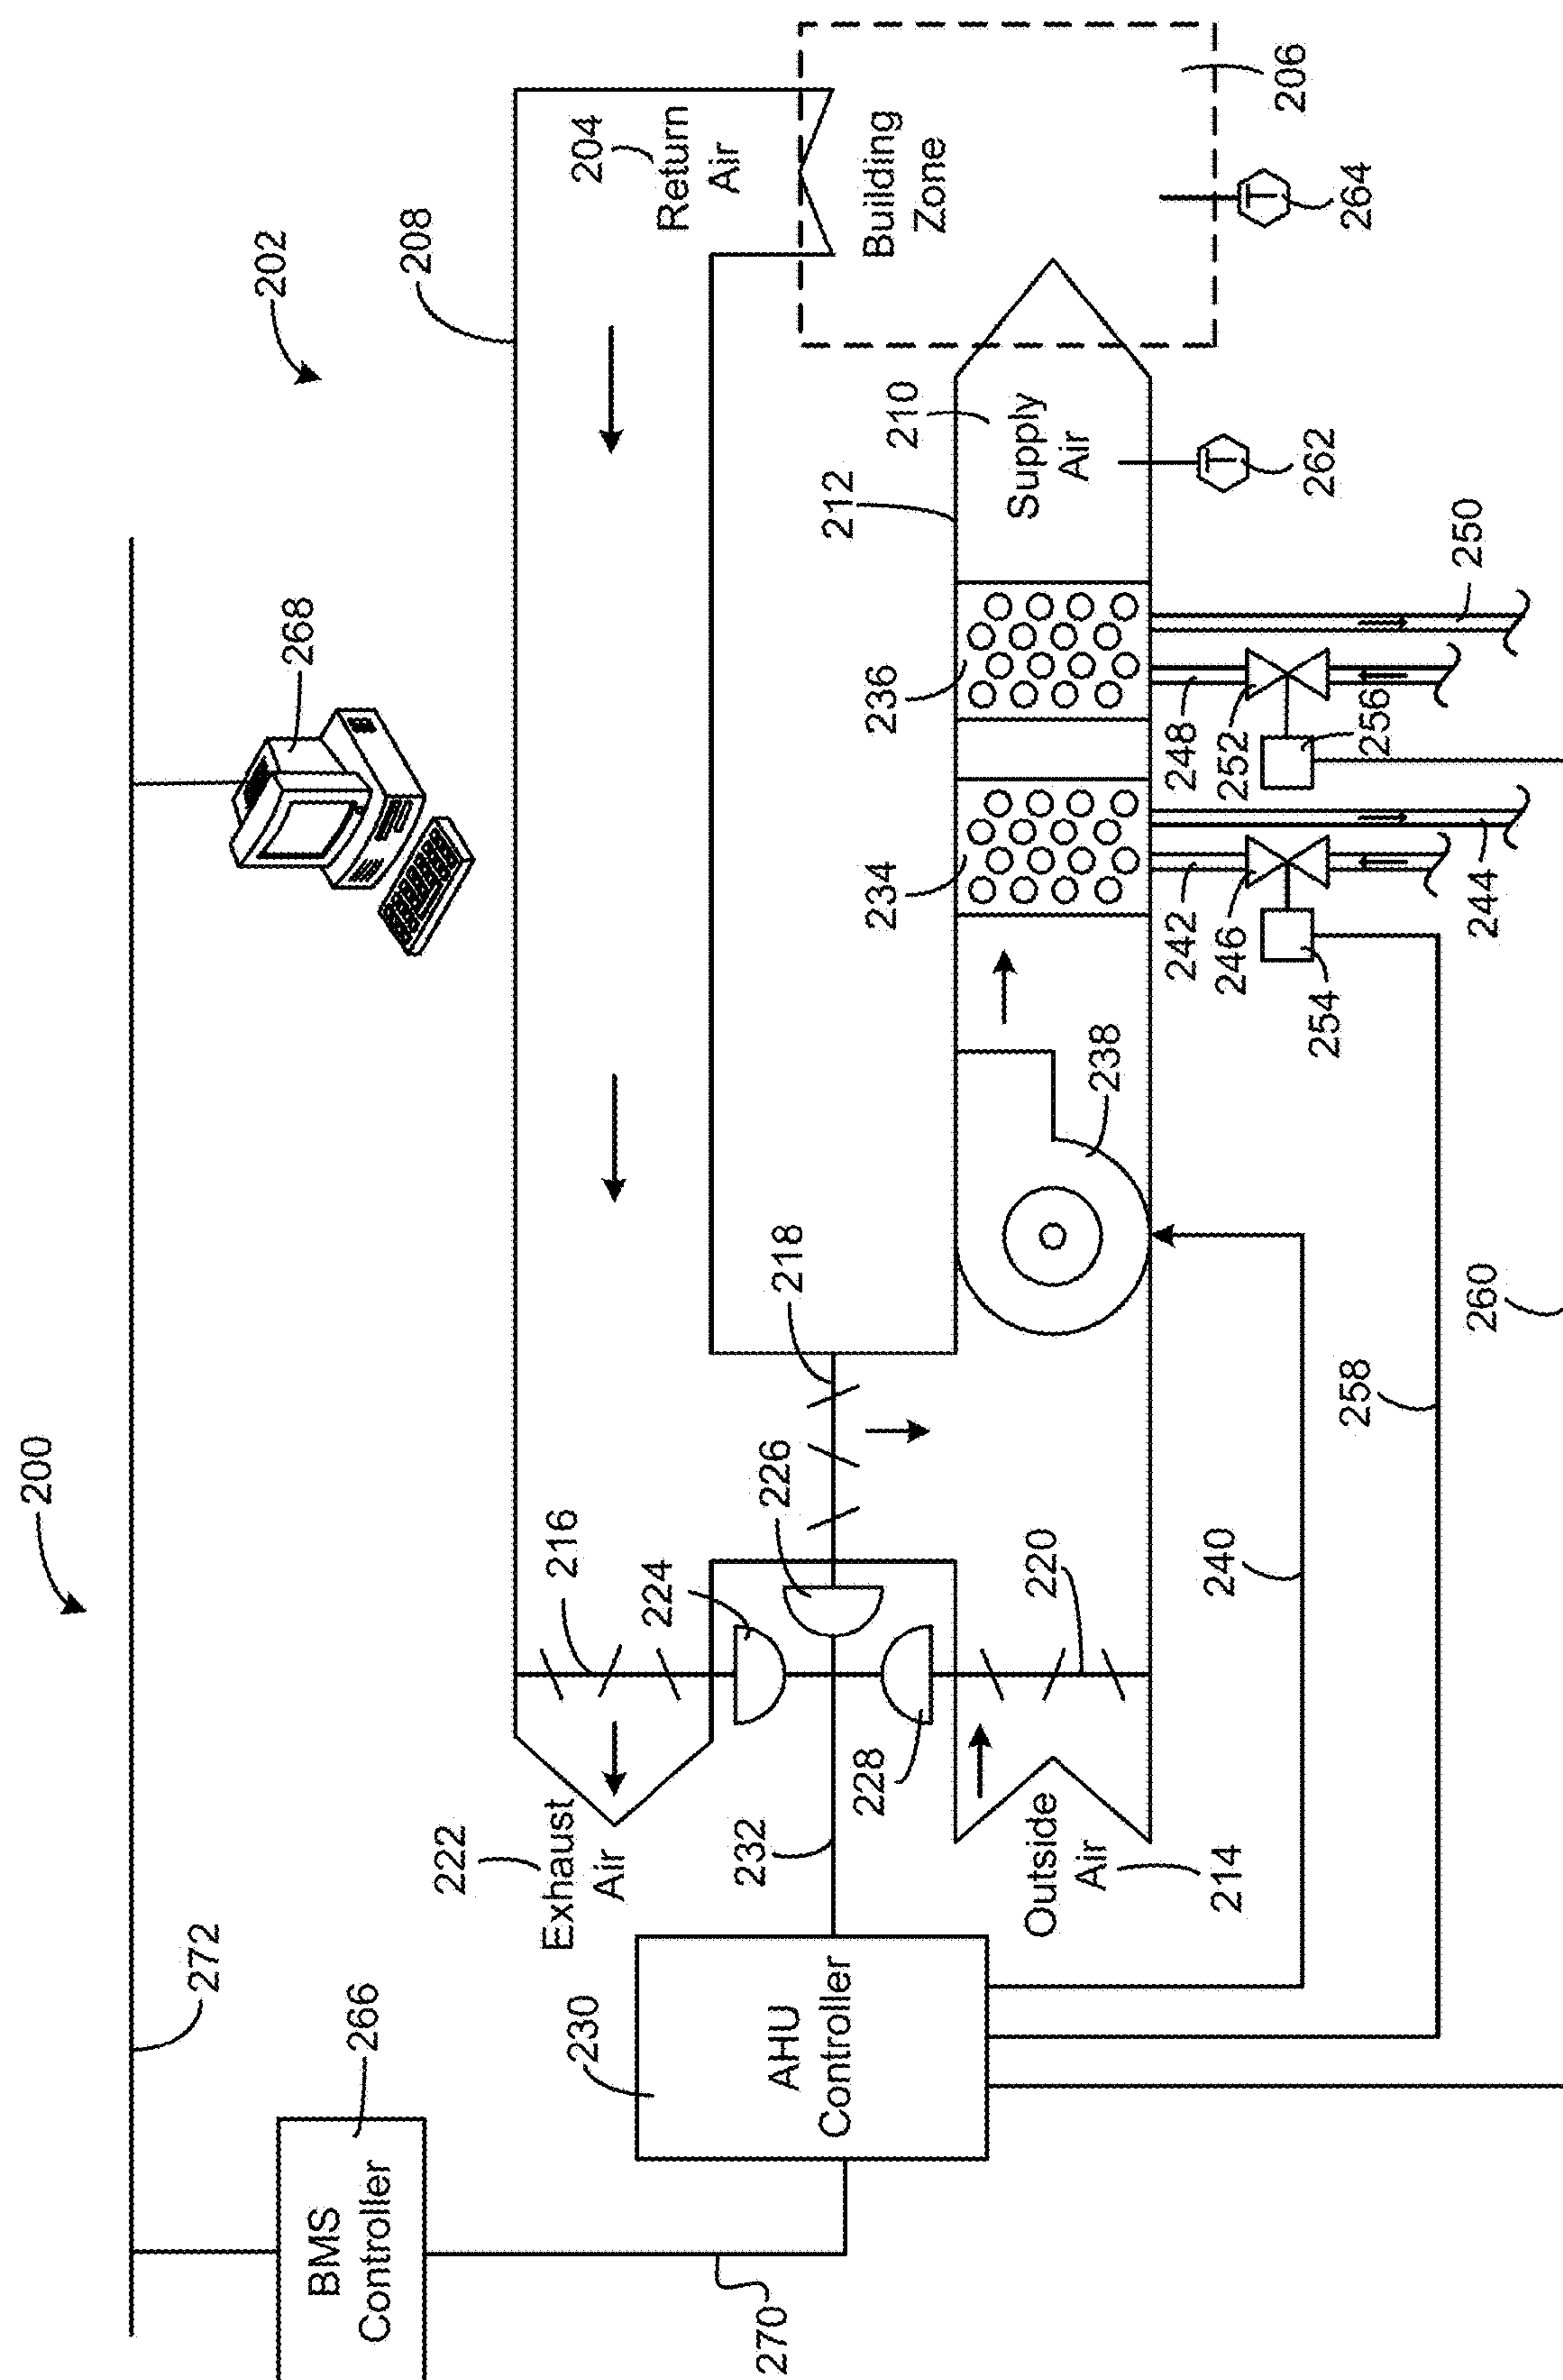 200
272
BMS
Controller
266
268
202
208
204
Return
Air
222
Exhaust
Air
216
224
226
218
230
AHU
Controller
232
228
Building
Zone
206
210
Supply
Air
212
Outside
Air
214
220
238
234
236
270
240
242
246
254
244
248
252
256
250
262
264
258
260